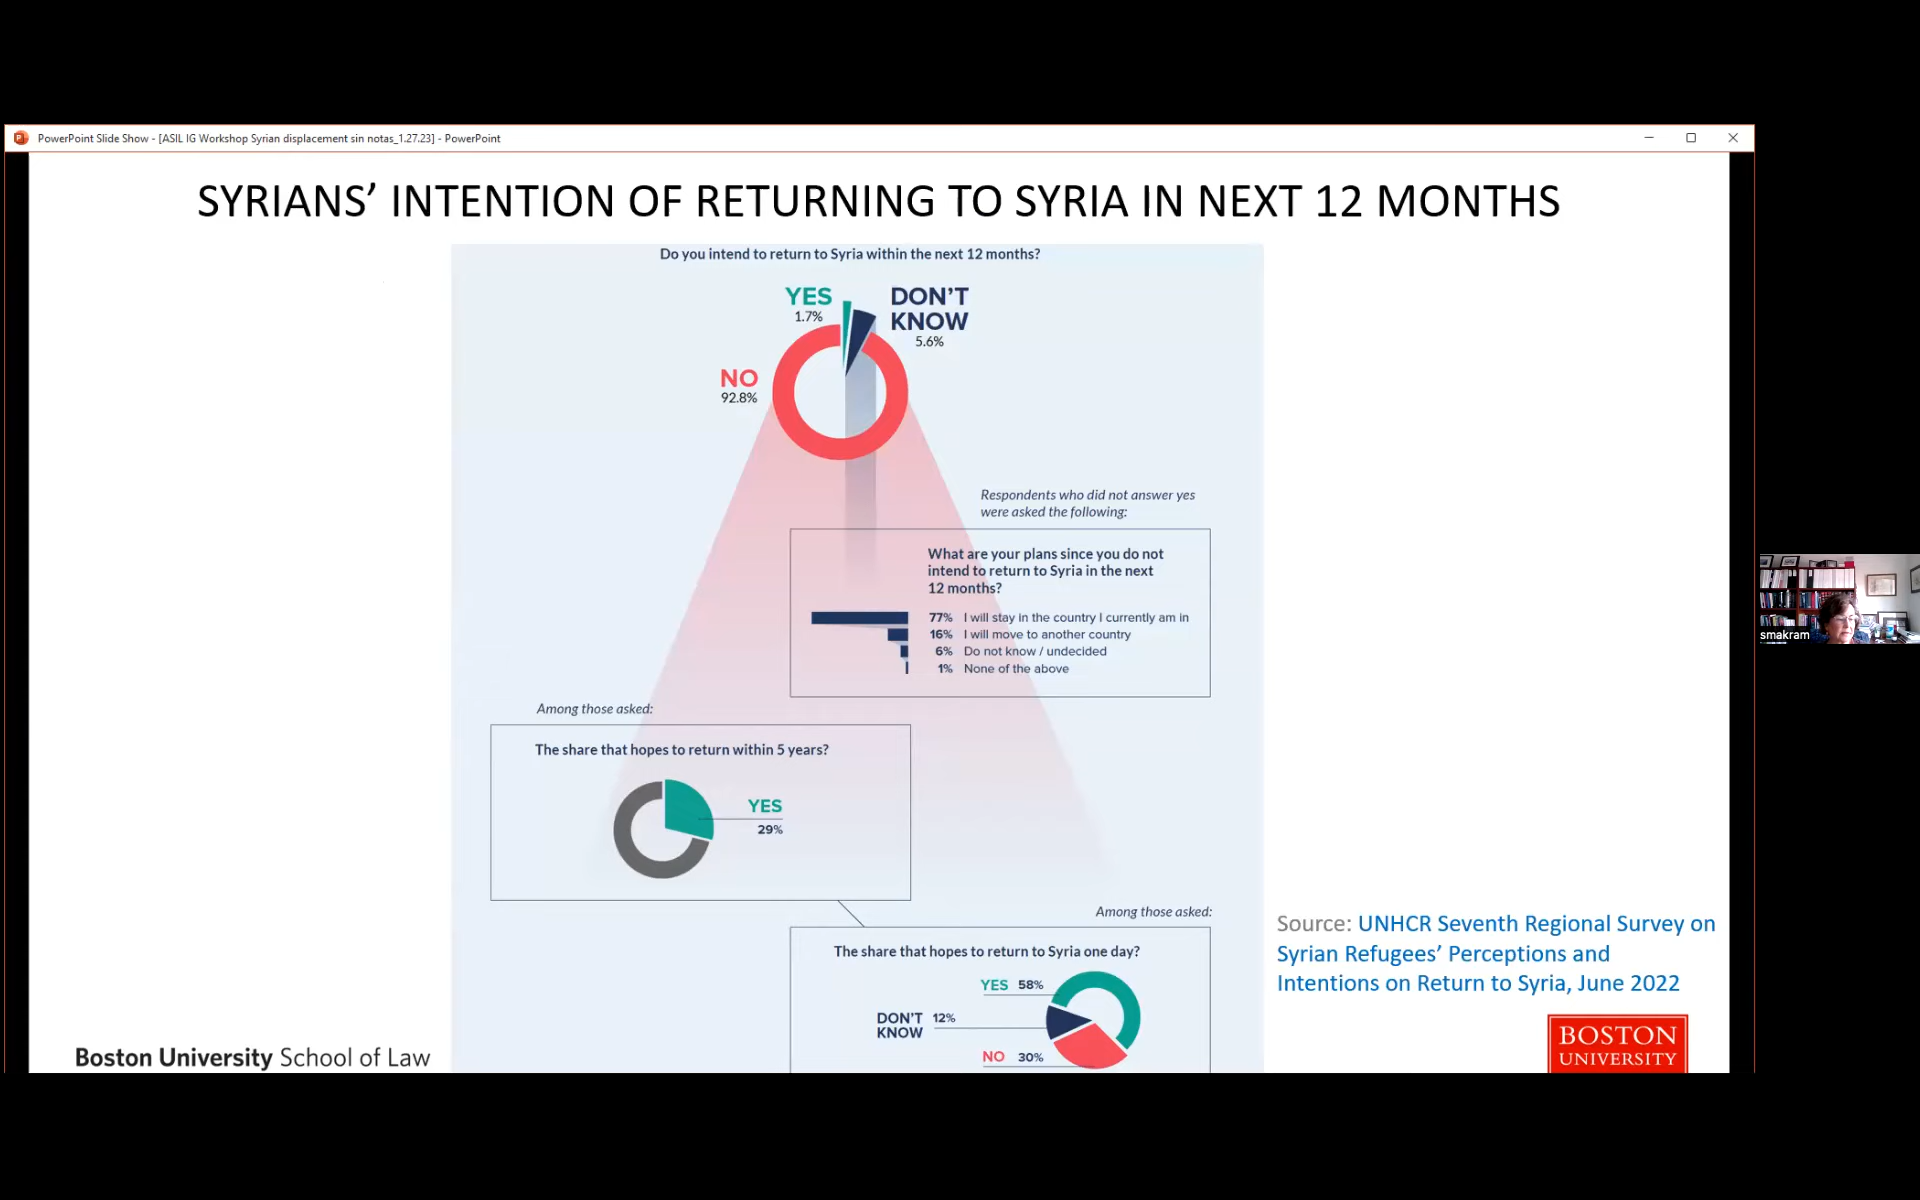 PowerPoint Slide Show - [ASIL IG Workshop Syrian displacement sin notas_1.27.23] - PowerPoint
SYRIANS’ INTENTION OF RETURNING TO SYRIA IN NEXT 12 MONTHS
Do you intend to return to Syria within the next 12 months?
YES
1.7%
DON’T
KNOW
5.6%
NO
92.8%
Respondents who did not answer yes
were asked the following:
What are your plans since you do not
intend to return to Syria in the next
12 months?
77% I will stay in the country I currently am in
16% I will move to another country
6% Do not know / undecided
1% None of the above
Among those asked:
The share that hopes to return within 5 years?
YES
29%
Among those asked:
The share that hopes to return to Syria one day?
YES 58%
DON’T 12%
KNOW
NO 30%
Source: UNHCR Seventh Regional Survey on
Syrian Refugees’ Perceptions and
Intentions on Return to Syria, June 2022
Boston University School of Law
BOSTON
UNIVERSITY
smakram